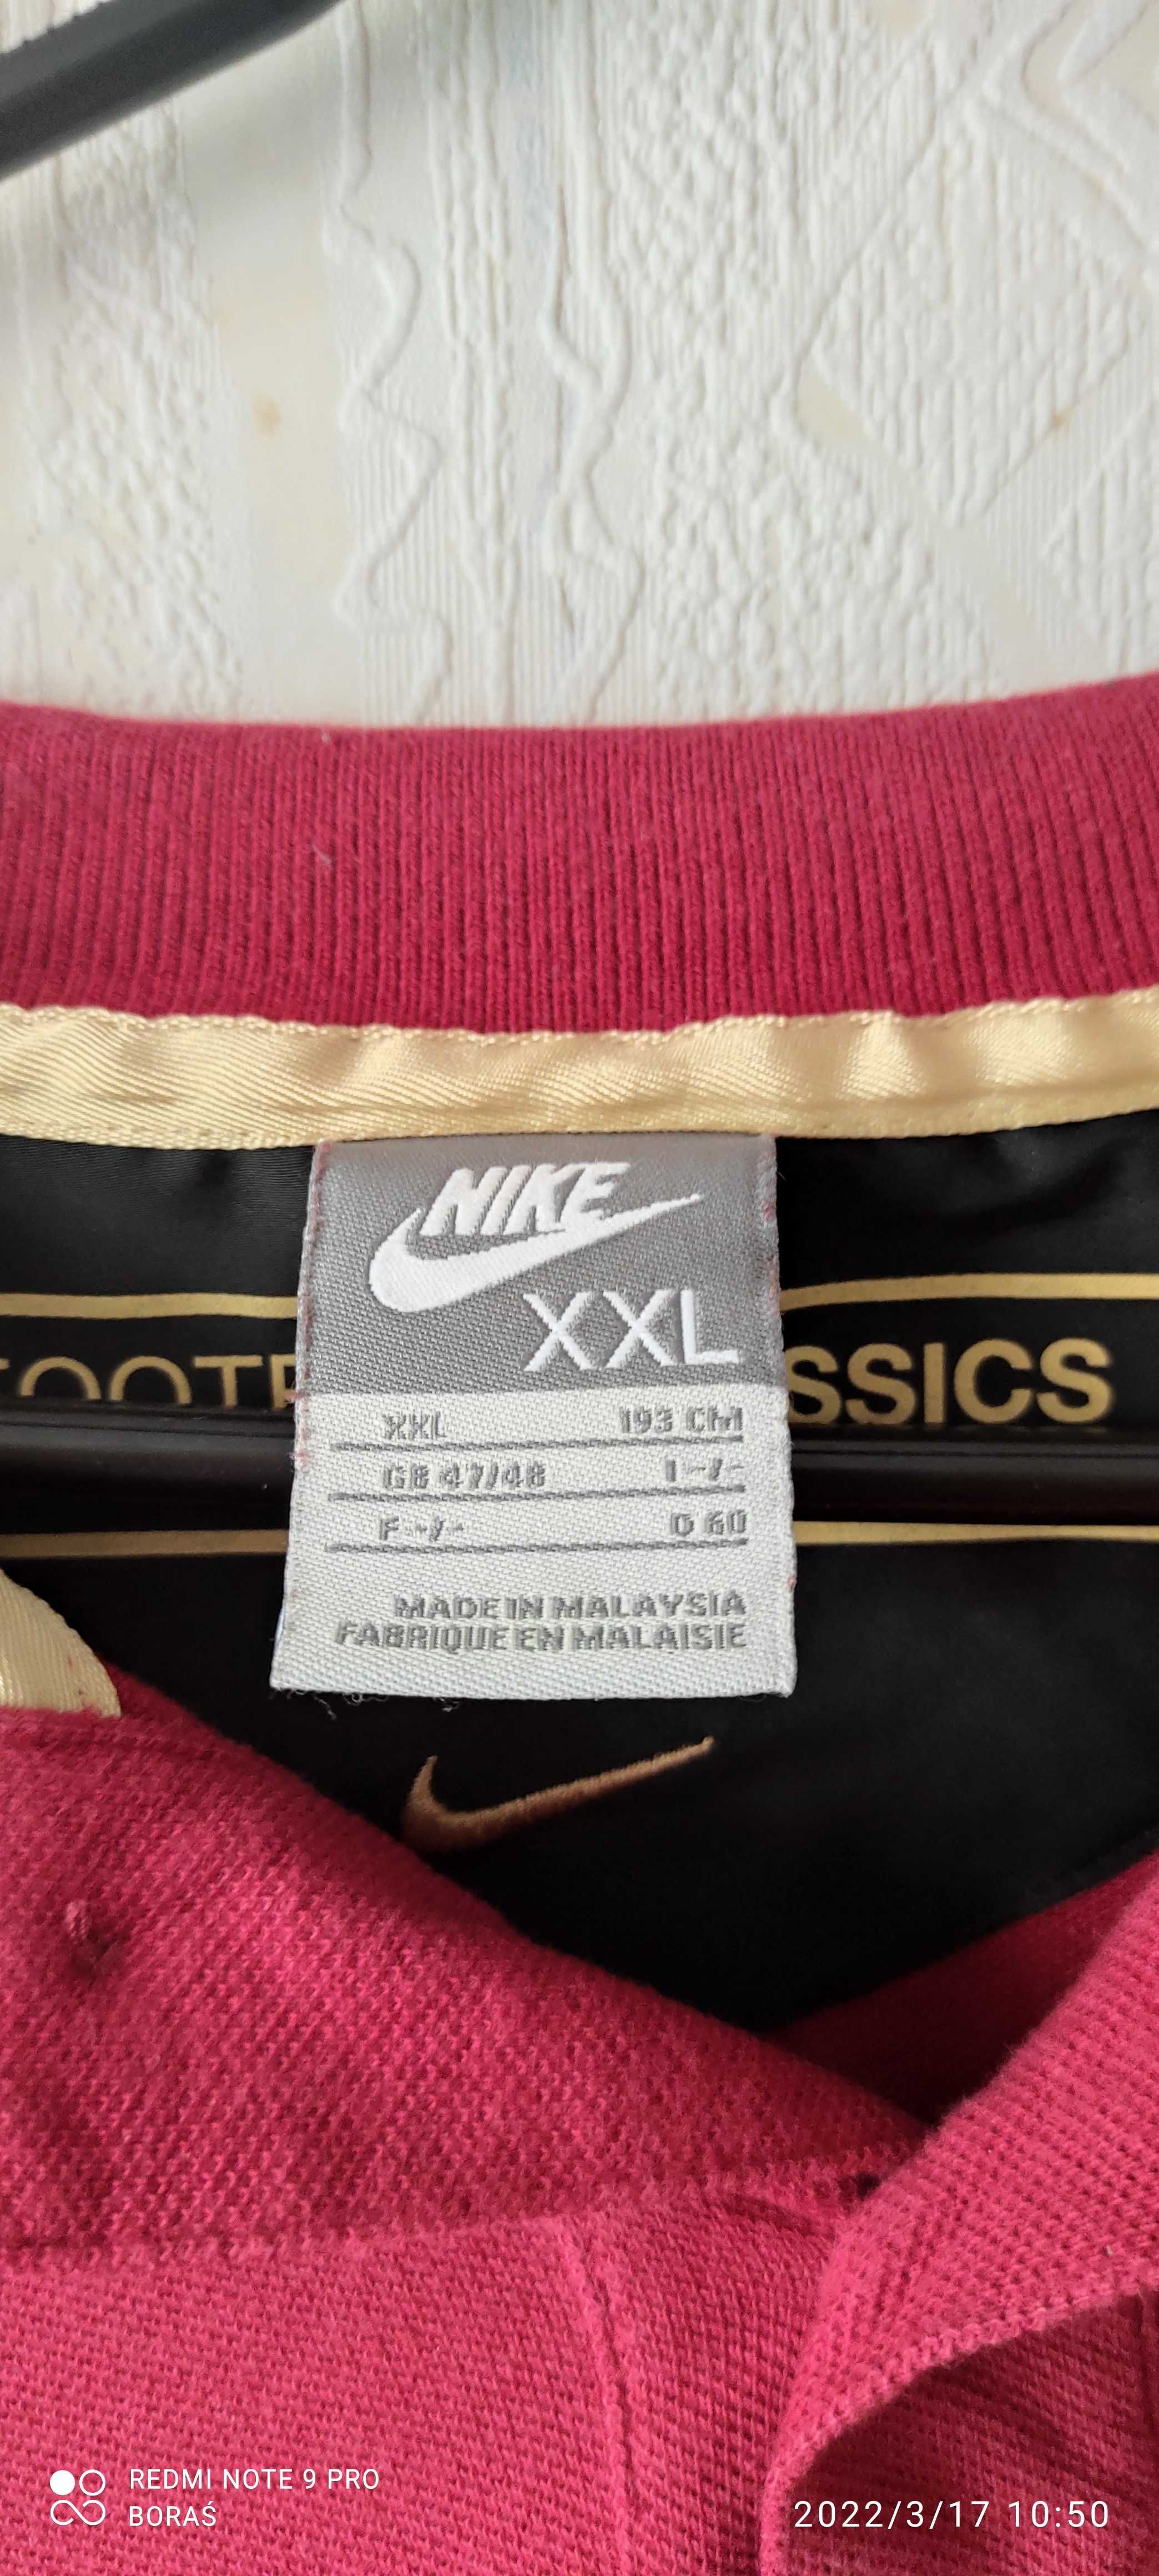 NIKE
XXL
FOOTB SSICS
XXL 193 CM
GB 47/48 I -/-
F -/- D 60
MADE IN MALAYSIA
FABRIQUE EN MALAISIE
REDMI NOTE 9 PRO
BORAŚ
2022/3/17 10:50